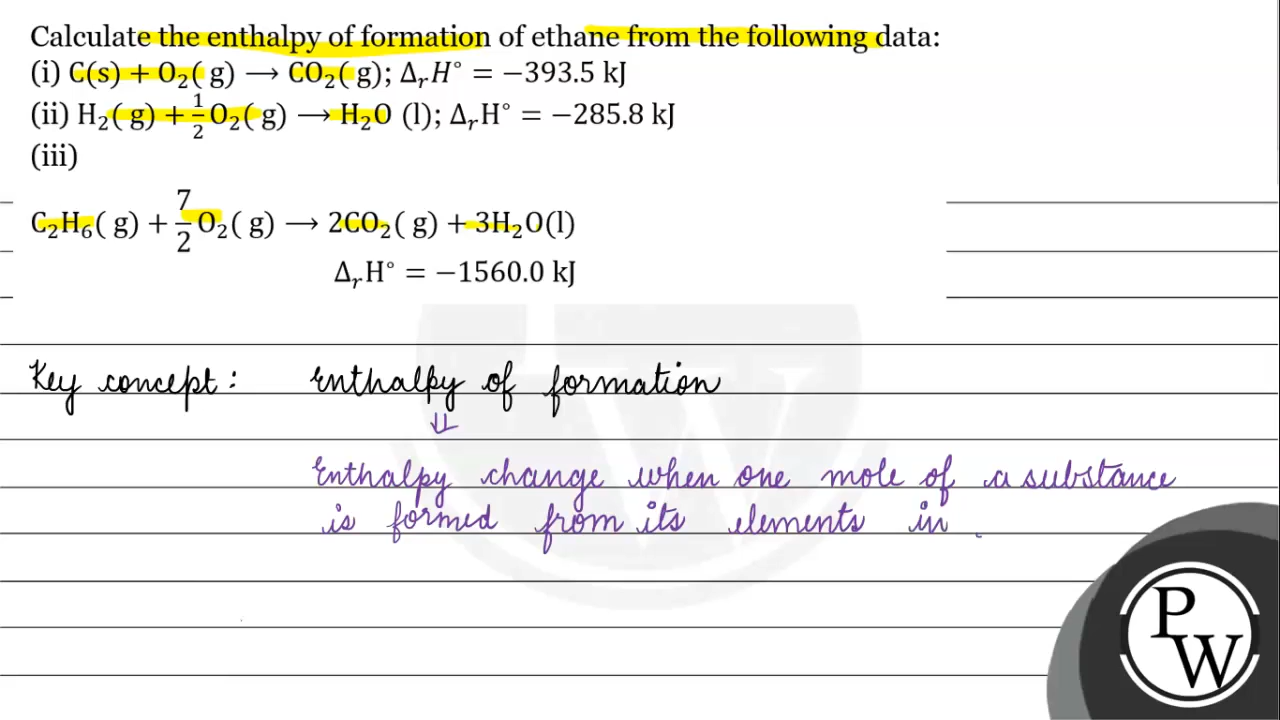 Calculate the enthalpy of formation of ethane from the following data:
(i) C(s) + O₂( g) ⟶ CO₂( g); ΔᵣH° = −393.5 kJ
(ii) H₂( g) + 1/2 O₂( g) ⟶ H₂O (l); ΔᵣH° = −285.8 kJ
(iii)
C₂H₆( g) + 7/2 O₂( g) ⟶ 2CO₂( g) + 3H₂O(l)
ΔᵣH° = −1560.0 kJ
Key concept : Enthalpy of formation
⇓
Enthalpy change when one mole of a substance
is formed from its elements in
P
W